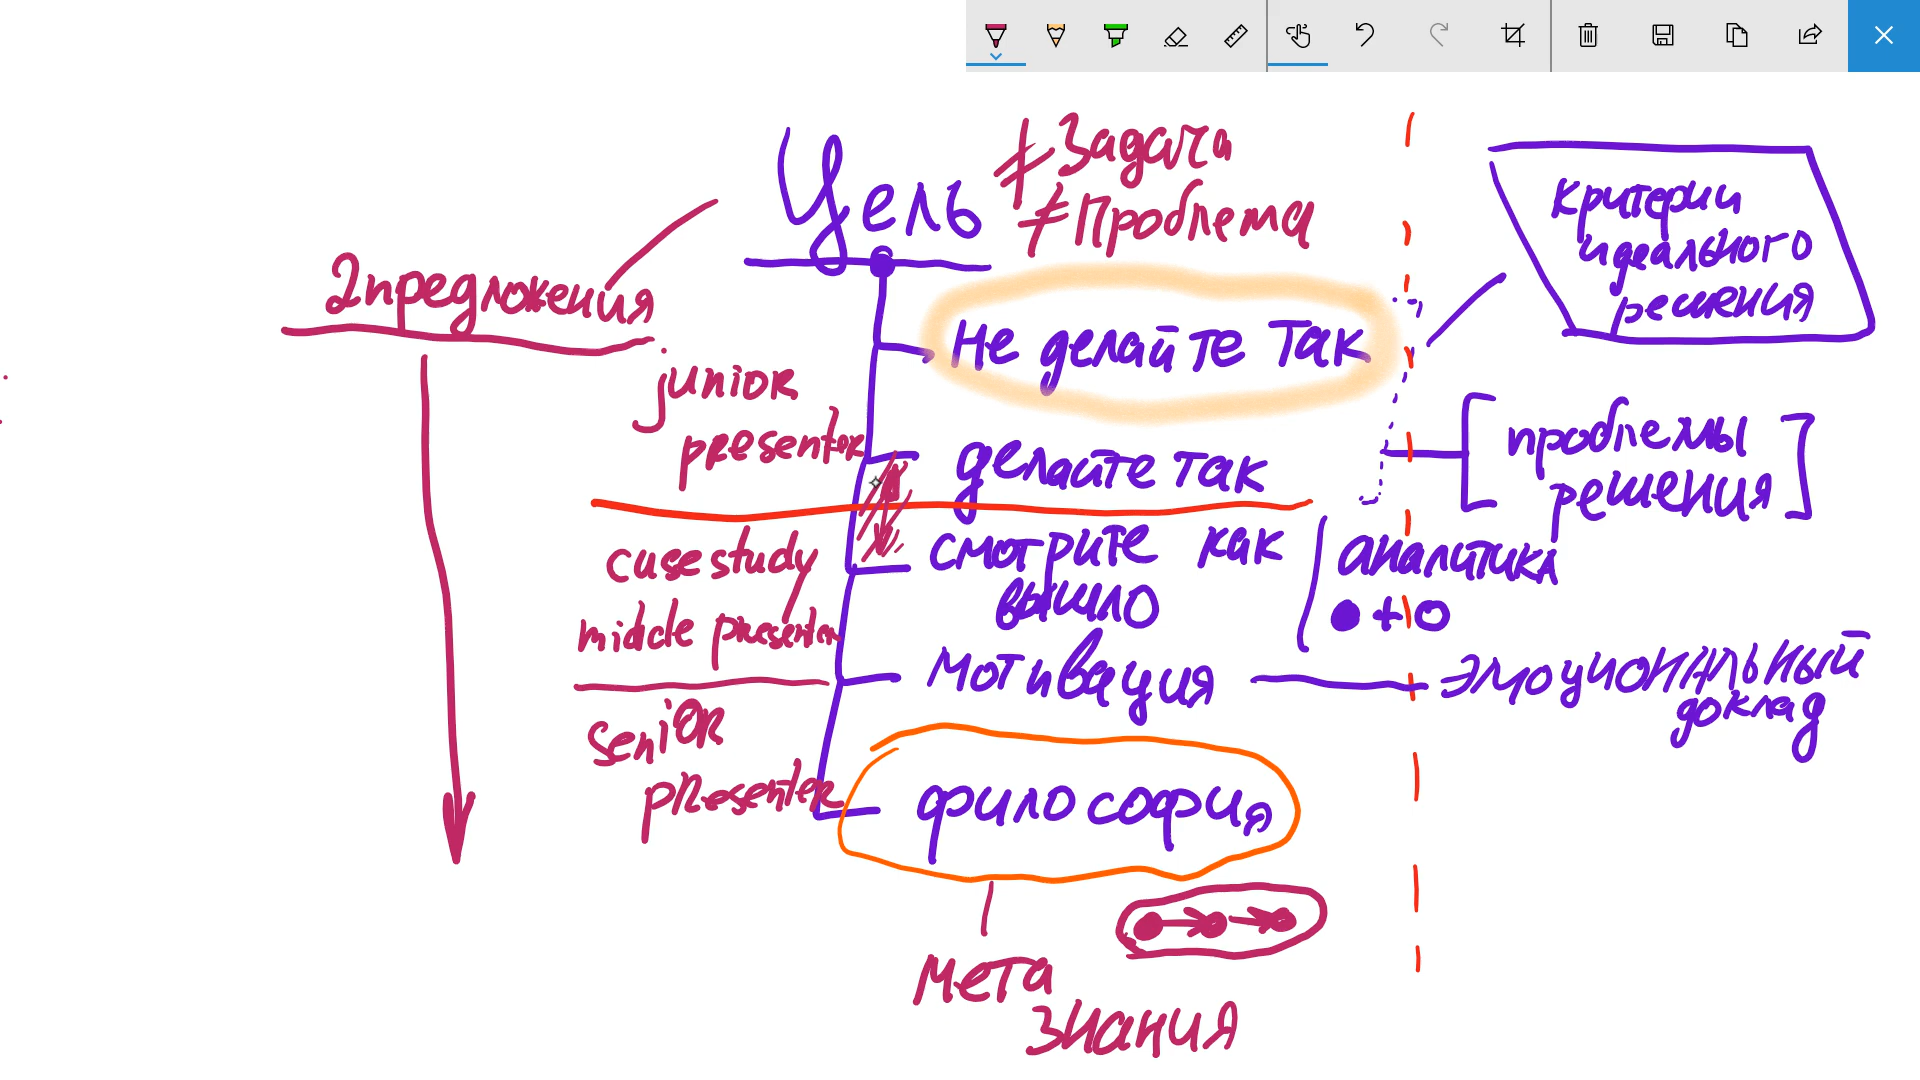 Цель
≠ Задача
≠ Проблема
2 предложения
Не делайте так
делайте так
смотрите как
вышло
мотивация
философия
мета
знания
junior
presenter
case study
middle presenter
senior
presenter
критерии
идеального
решения
проблемы
решения
аналитика
+
эмоциональный
доклад